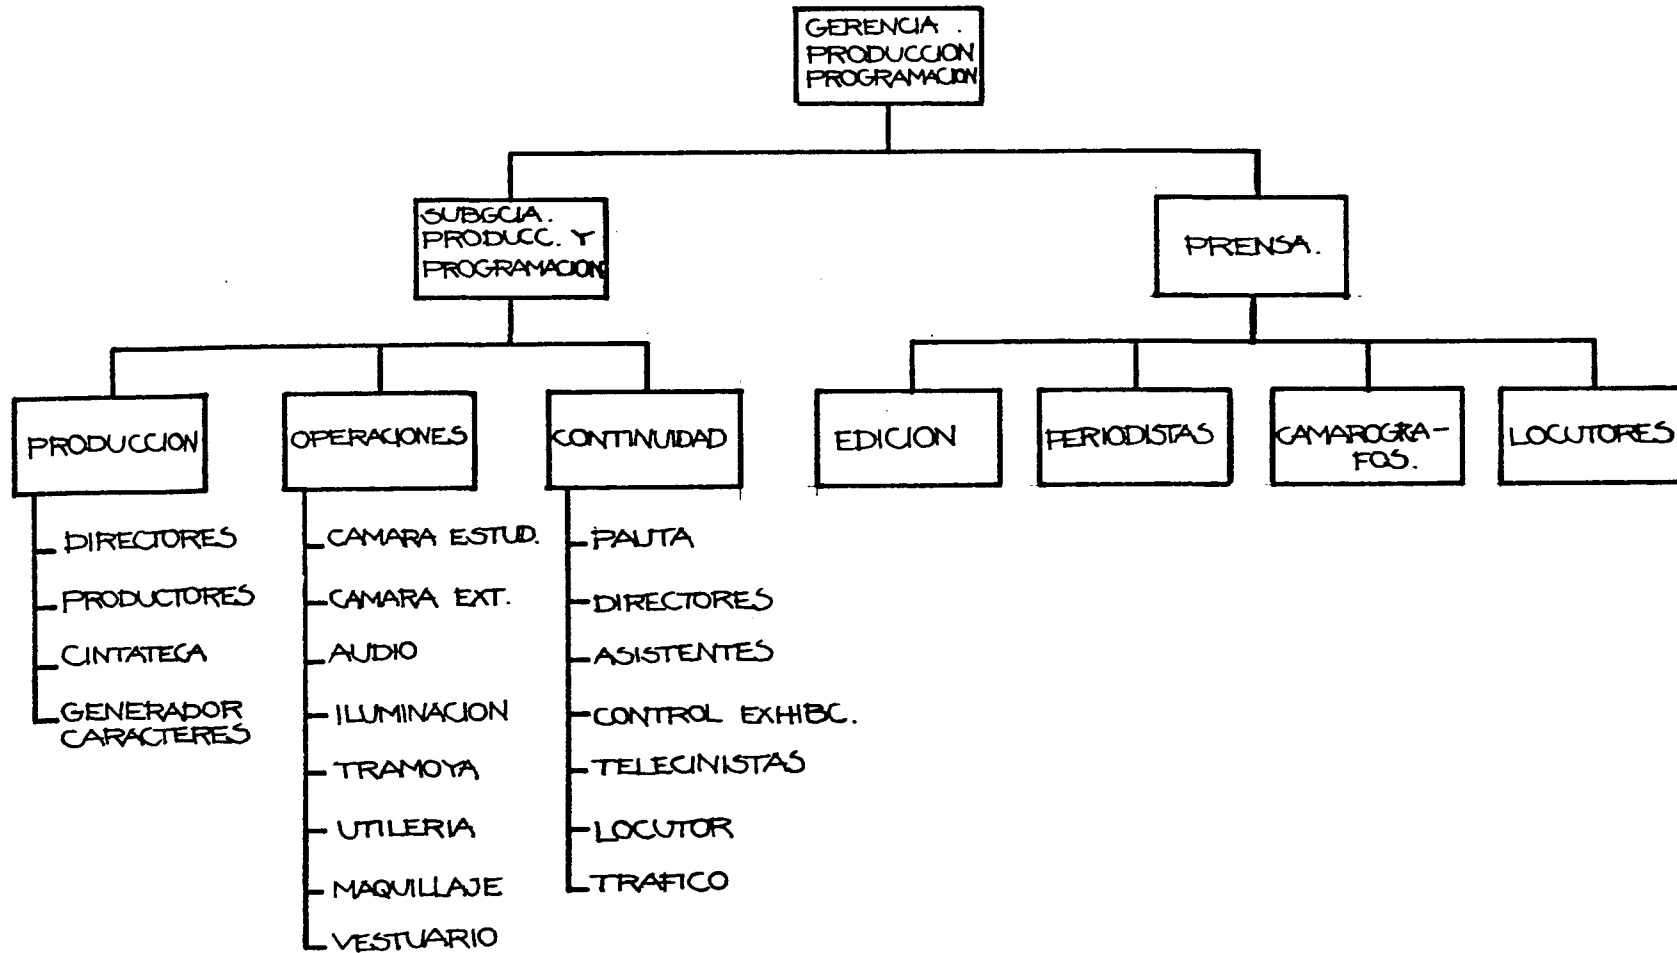 GERENCIA.
PRODUCCION
PROGRAMACION
SUBGCIA.
PRODUCC. Y
PROGRAMACION
PRENSA.
PRODUCCION
OPERACIONES
CONTINUIDAD
EDICION
PERIODISTAS
CAMAROGRA-
FOS.
LOCUTORES
DIRECTORES
PRODUCTORES
CINTATECA
GENERADOR
CARACTERES
CAMARA ESTUD.
CAMARA EXT.
AUDIO
ILUMINACION
TRAMOYA
UTILERIA
MAQUILLAJE
VESTUARIO
PAUTA
DIRECTORES
ASISTENTES
CONTROL EXHIBC.
TELECINISTAS
LOCUTOR
TRAFICO